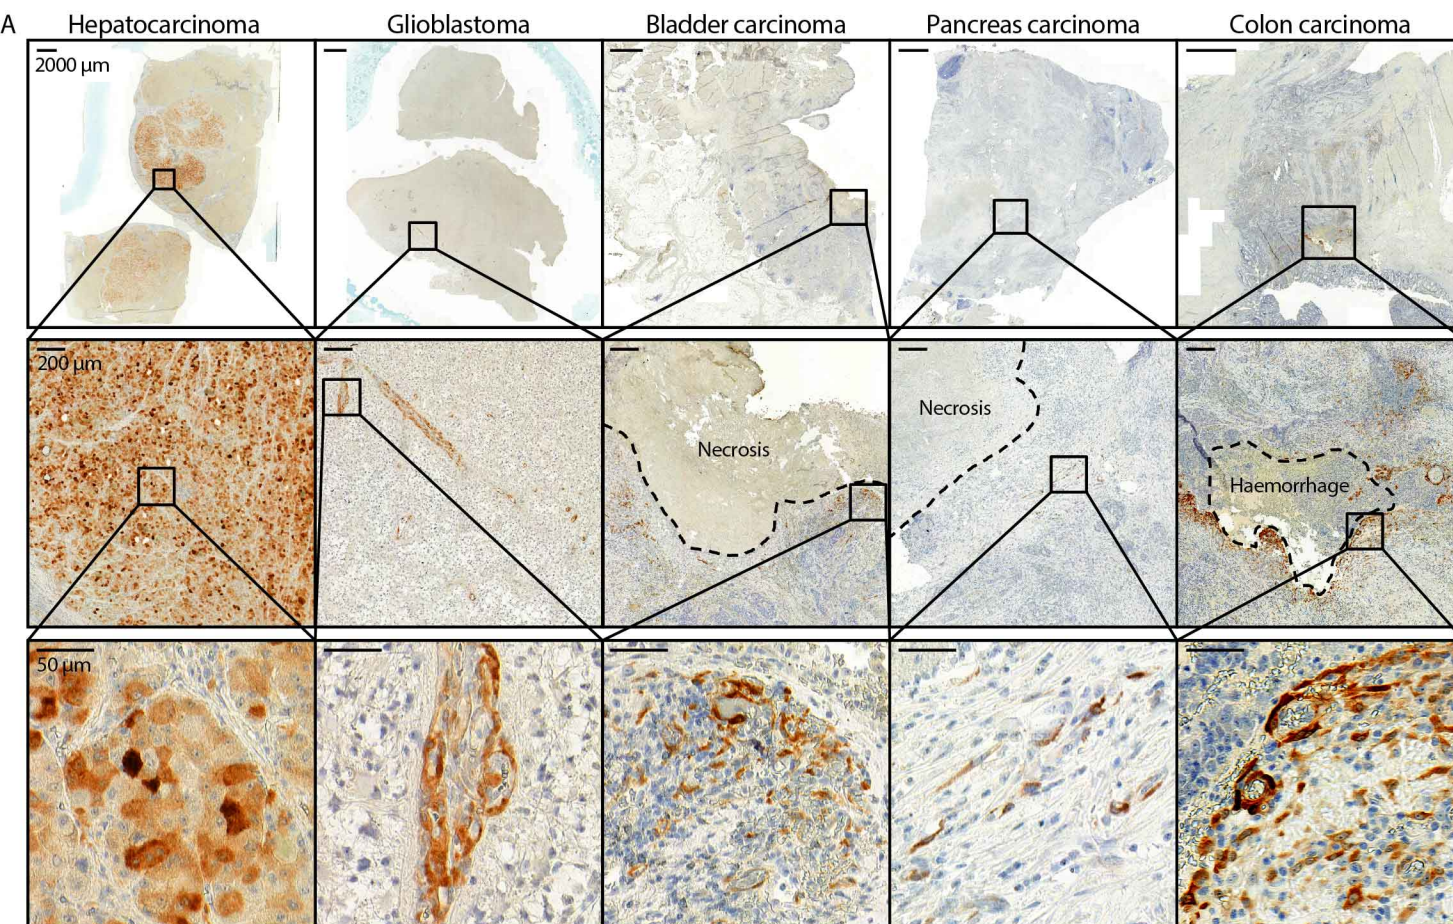 A
Hepatocarcinoma
Glioblastoma
Bladder carcinoma
Pancreas carcinoma
Colon carcinoma
2000 µm
200 µm
Necrosis
Necrosis
Haemorrhage
50 µm